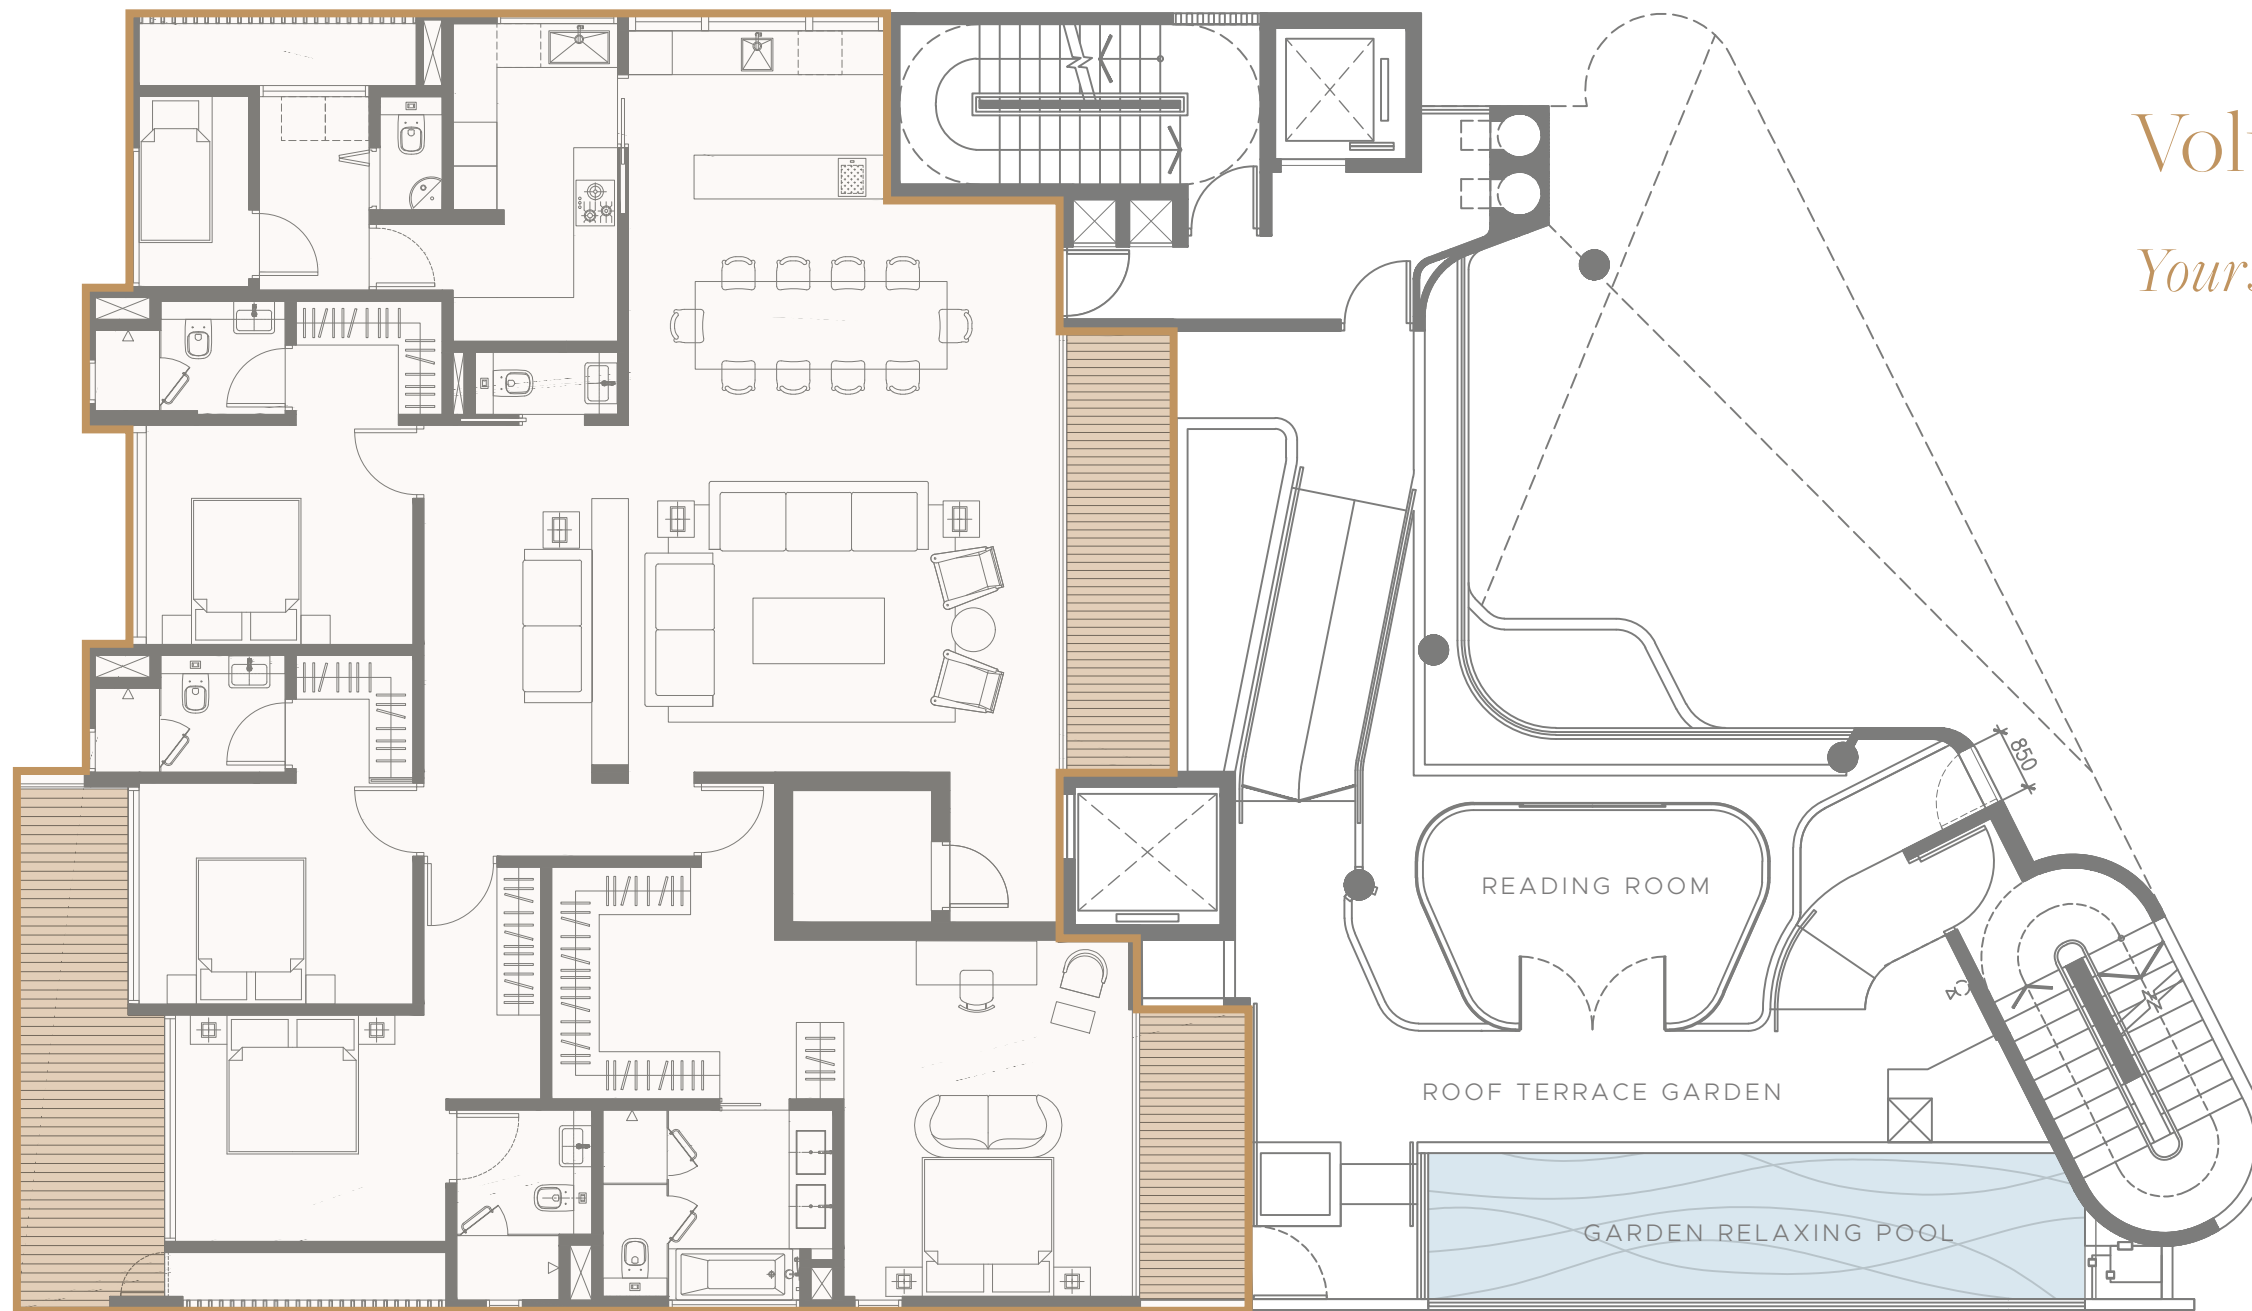 850
READING ROOM
ROOF TERRACE GARDEN
GARDEN RELAXING POOL